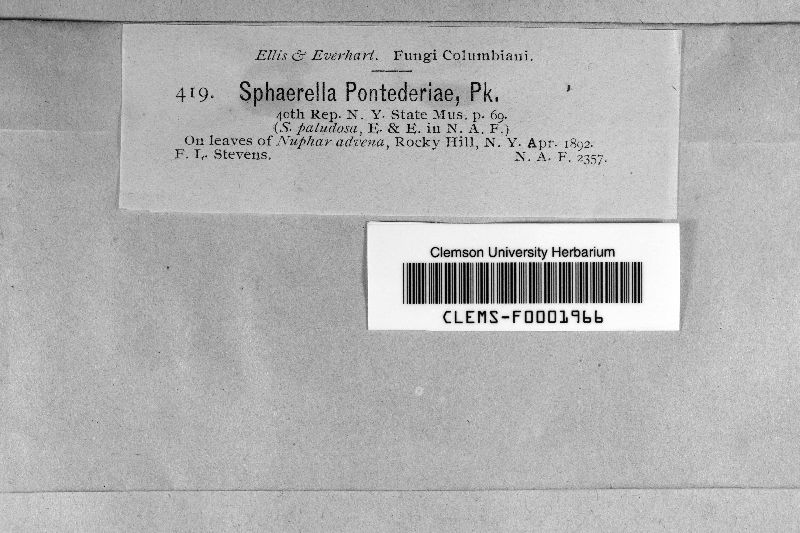 Ellis & Everhart. Fungi Columbiani.
419. Sphaerella Pontederiae, Pk.
40th Rep. N. Y. State Mus. p. 69.
(S. paludosa, E. & E. in N. A. F.)
On leaves of Nuphar advena, Rocky Hill, N. Y. Apr. 1892.
F. L. Stevens. N. A. F. 2357.
Clemson University Herbarium
CLEMS-F0001966